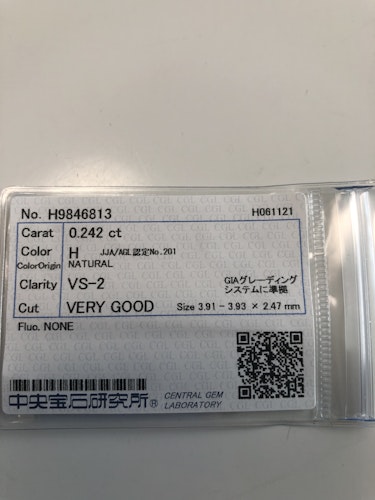 No. H9846813 H061121
Carat 0.242 ct
Color H JJA/AGL認定No.201
ColorOrigin NATURAL
Clarity VS-2 GIAグレーディング
システムに準拠
Cut VERY GOOD Size 3.91 - 3.93 × 2.47 mm
Fluo. NONE
中央宝石研究所® CENTRAL GEM
LABORATORY